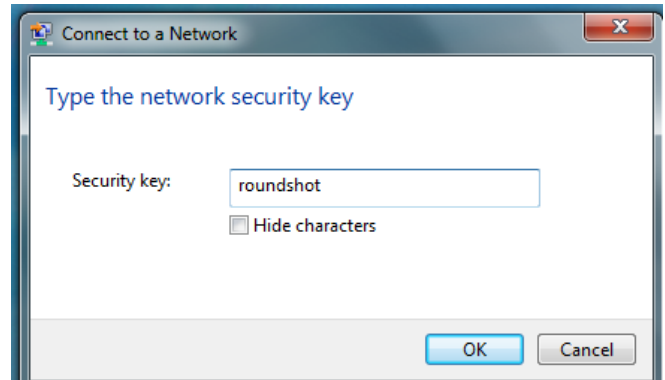 Connect to a Network
Type the network security key
Security key: roundshot
Hide characters
OK Cancel